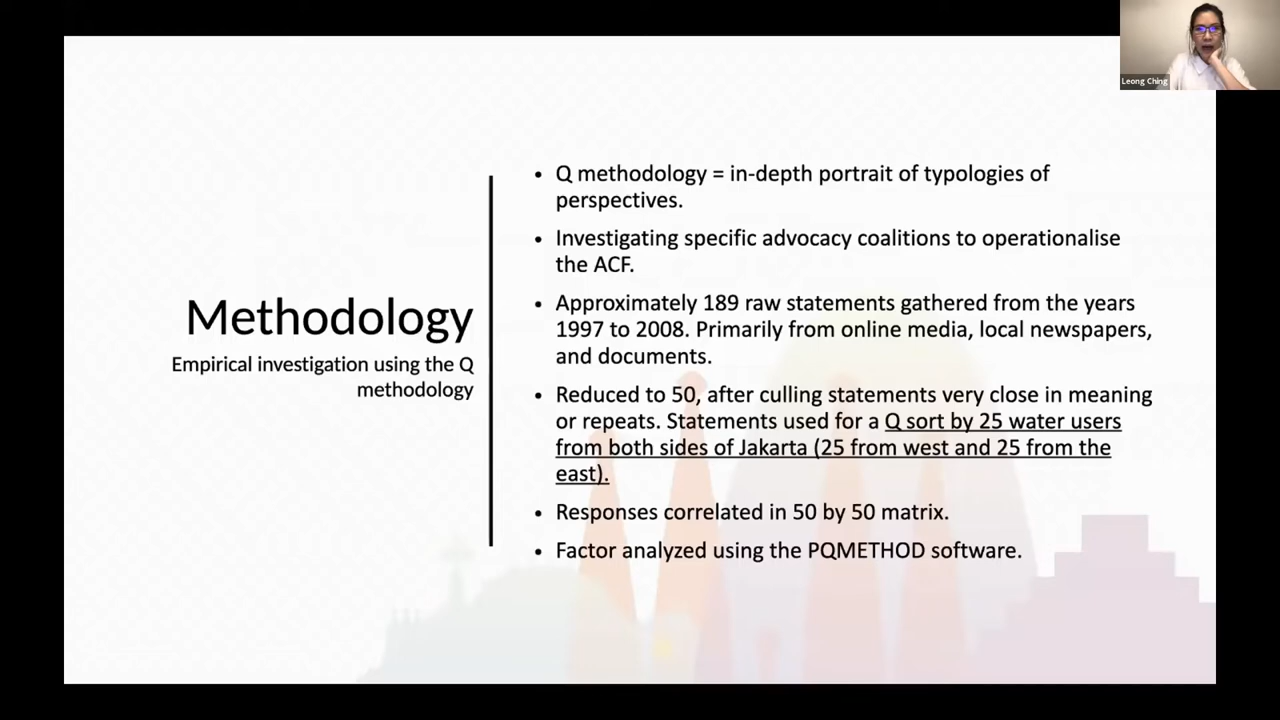 Leong Ching
Methodology
Empirical investigation using the Q
methodology
• Q methodology = in-depth portrait of typologies of
perspectives.
• Investigating specific advocacy coalitions to operationalise
the ACF.
• Approximately 189 raw statements gathered from the years
1997 to 2008. Primarily from online media, local newspapers,
and documents.
• Reduced to 50, after culling statements very close in meaning
or repeats. Statements used for a Q sort by 25 water users
from both sides of Jakarta (25 from west and 25 from the
east).
• Responses correlated in 50 by 50 matrix.
• Factor analyzed using the PQMETHOD software.